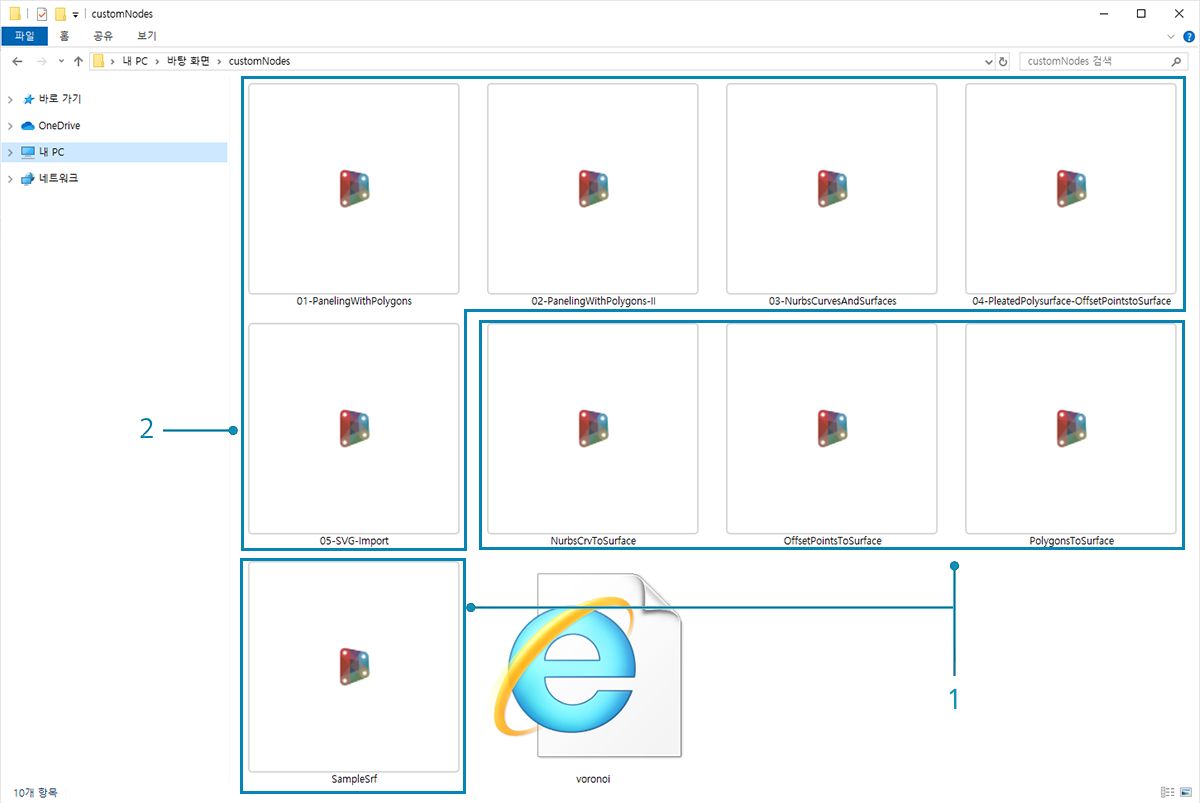 customNodes
파일 홈 공유 보기
내 PC 바탕 화면 customNodes customNodes 검색
바로 가기
OneDrive
내 PC
네트워크
01-PanelingWithPolygons 02-PanelingWithPolygons-II 03-NurbsCurvesAndSurfaces 04-PleatedPolysurface-OffsetPointstoSurface
2
05-SVG-Import NurbsCrvToSurface OffsetPointsToSurface PolygonsToSurface
1
SampleSrf voronoi
10개 항목